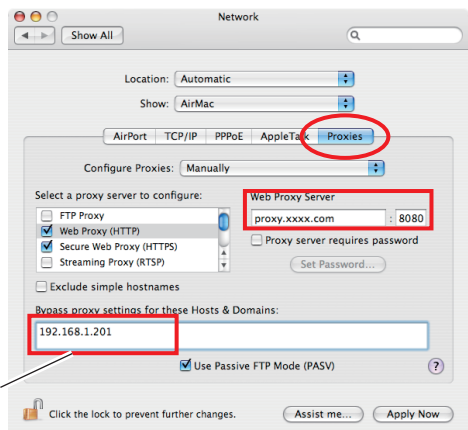 Network
Show All
Location: Automatic
Show: AirMac
AirPort TCP/IP PPPoE AppleTalk Proxies
Configure Proxies: Manually
Select a proxy server to configure:
Web Proxy Server
FTP Proxy
proxy.xxxx.com : 8080
Web Proxy (HTTP)
Secure Web Proxy (HTTPS)
Proxy server requires password
Streaming Proxy (RTSP)
Set Password...
Exclude simple hostnames
Bypass proxy settings for these Hosts & Domains:
192.168.1.201
Use Passive FTP Mode (PASV) ?
Click the lock to prevent further changes. Assist me... Apply Now